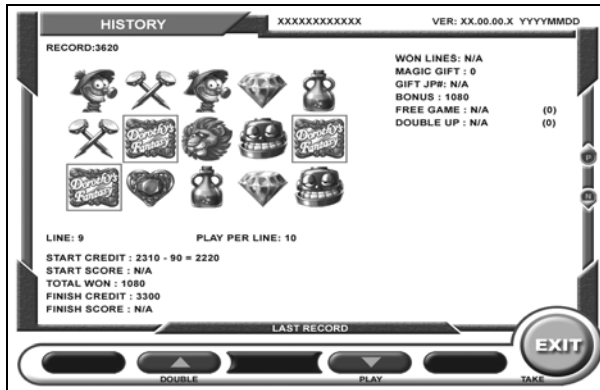 HISTORY
XXXXXXXXXXXX
VER: XX.00.00.X YYYYMMDD
RECORD:3620
WON LINES: N/A
MAGIC GIFT : 0
GIFT JP#: N/A
BONUS : 1080
FREE GAME : N/A (0)
DOUBLE UP : N/A (0)
Dorothy's Fantasy
Dorothy's Fantasy
Dorothy's Fantasy
P
N
LINE: 9 PLAY PER LINE: 10
START CREDIT : 2310 - 90 = 2220
START SCORE : N/A
TOTAL WON : 1080
FINISH CREDIT : 3300
FINISH SCORE : N/A
LAST RECORD
EXIT
DOUBLE
PLAY
TAKE